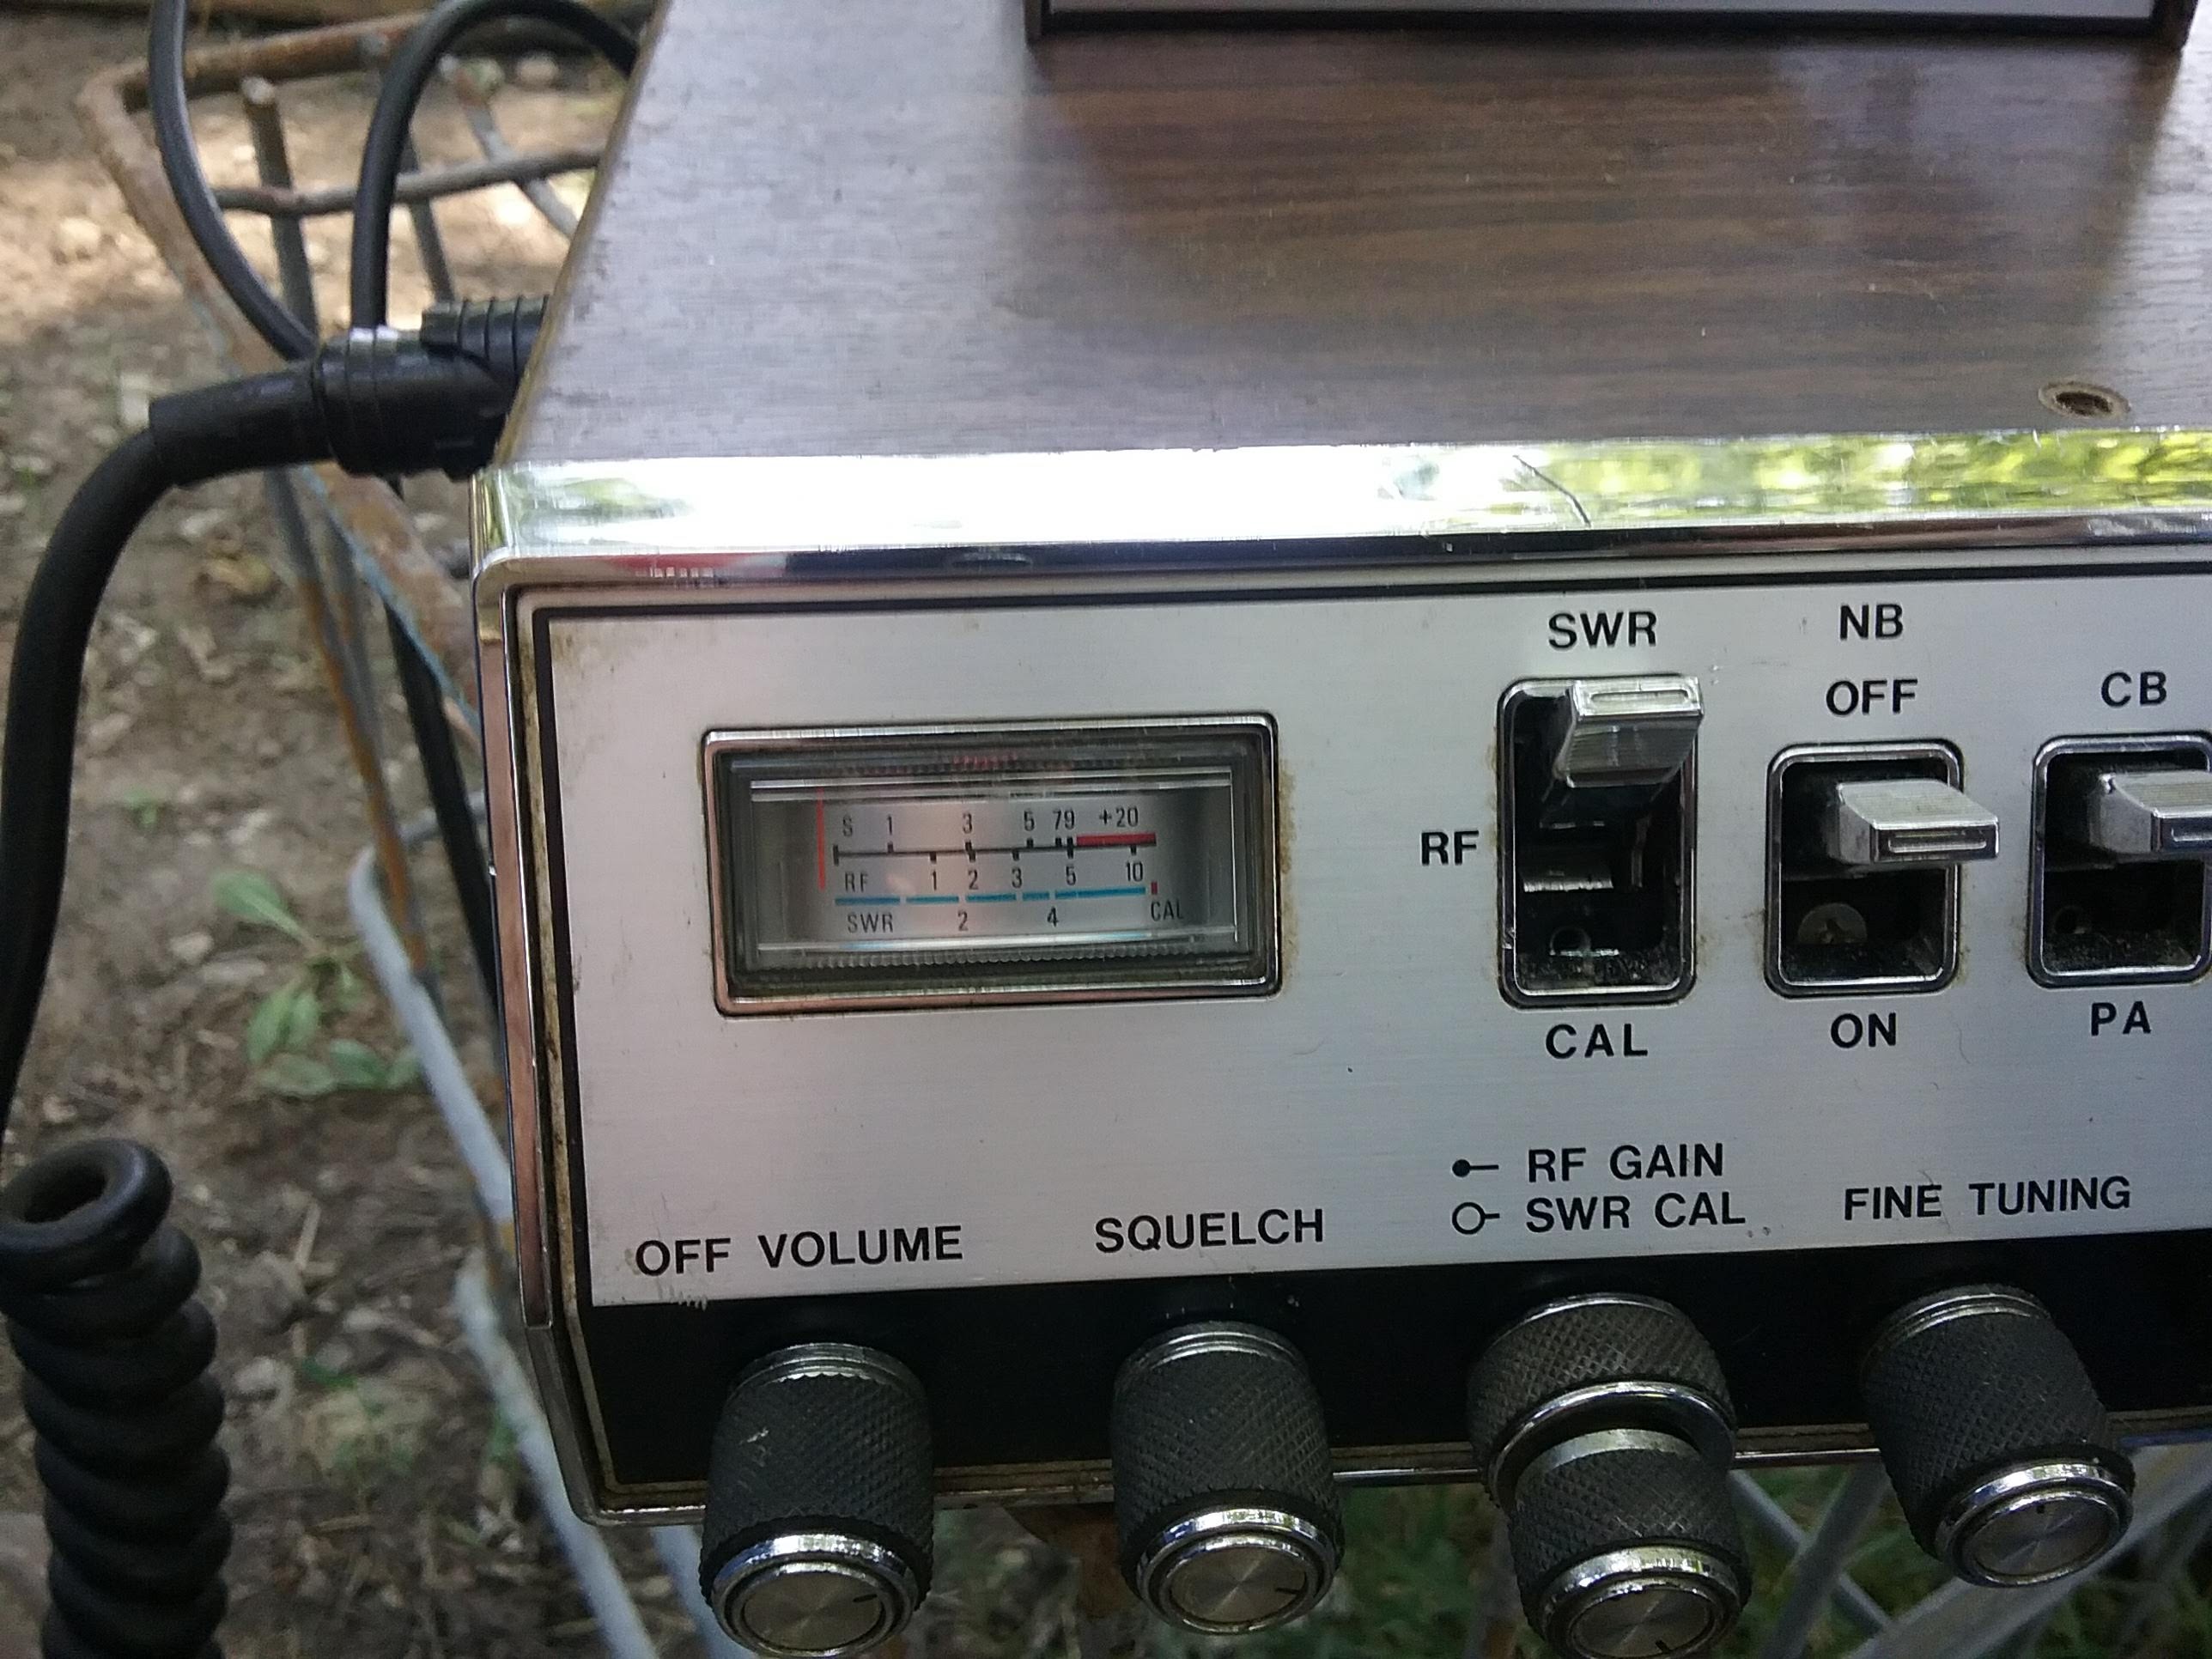 SWR
NB
OFF
CB
S 1 3 5 7 9 +20
RF 1 2 3 5 10
SWR 2 4 CAL
RF
CAL
ON
PA
RF GAIN
SWR CAL
OFF VOLUME
SQUELCH
FINE TUNING